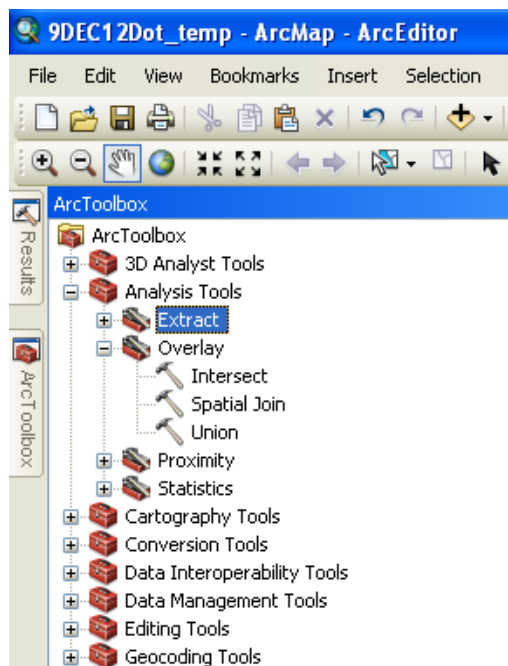 9DEC12Dot_temp - ArcMap - ArcEditor
File Edit View Bookmarks Insert Selection
Results
ArcToolbox
ArcToolbox
ArcToolbox
3D Analyst Tools
Analysis Tools
Extract
Overlay
Intersect
Spatial Join
Union
Proximity
Statistics
Cartography Tools
Conversion Tools
Data Interoperability Tools
Data Management Tools
Editing Tools
Geocoding Tools